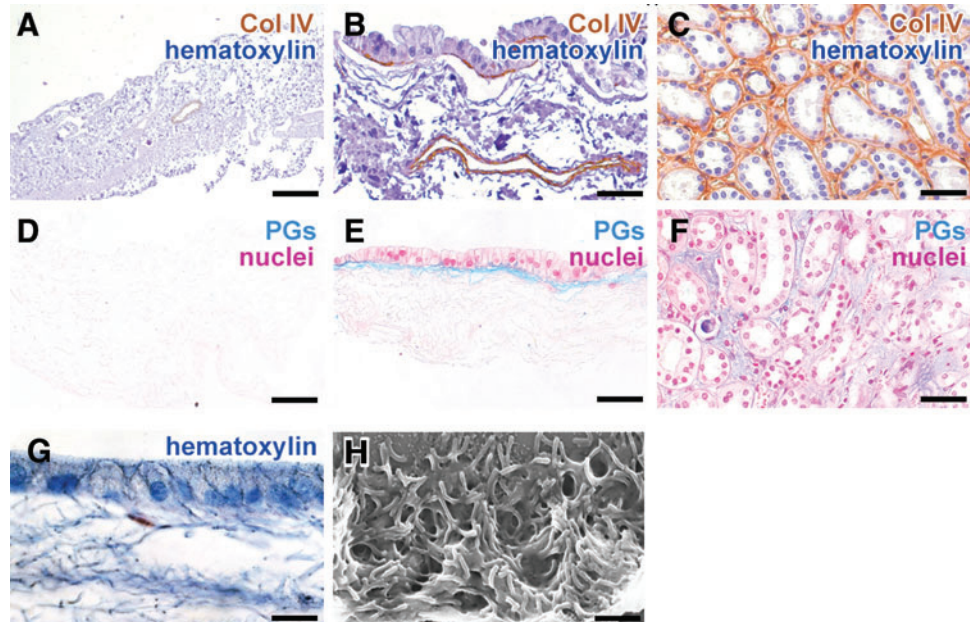 A Col IV
hematoxylin
B Col IV
hematoxylin
C Col IV
hematoxylin
D PGs
nuclei
E PGs
nuclei
F PGs
nuclei
G hematoxylin
H